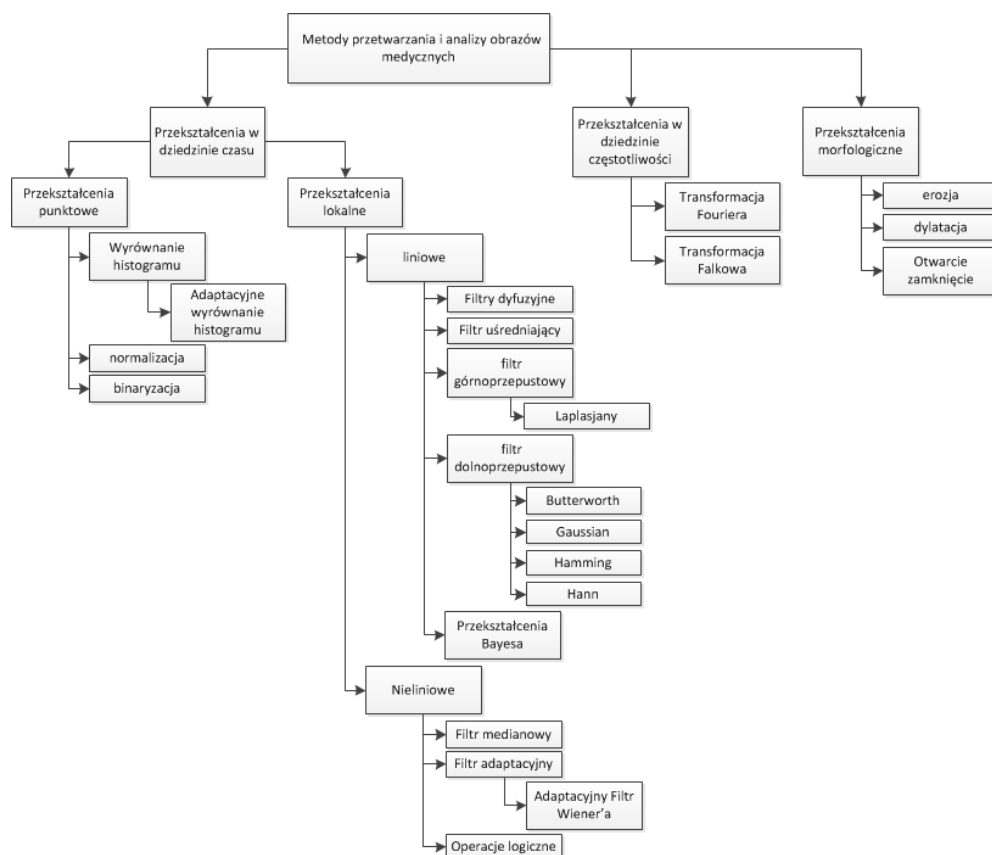 Metody przetwarzania i analizy obrazów
medycznych
Przekształcenia w
dziedzinie czasu
Przekształcenia
punktowe
Wyrównanie
histogramu
Adaptacyjne
wyrównanie
histogramu
normalizacja
binaryzacja
Przekształcenia
lokalne
liniowe
Filtry dyfuzyjne
Filtr uśredniający
filtr
górnoprzepustowy
Laplasjany
filtr
dolnoprzepustowy
Butterworth
Gaussian
Hamming
Hann
Przekształcenia
Bayesa
Nieliniowe
Filtr medianowy
Filtr adaptacyjny
Adaptacyjny Filtr
Wiener’a
Operacje logiczne
Przekształcenia w
dziedzinie
częstotliwości
Transformacja
Fouriera
Transformacja
Falkowa
Przekształcenia
morfologiczne
erozja
dylatacja
Otwarcie
zamknięcie